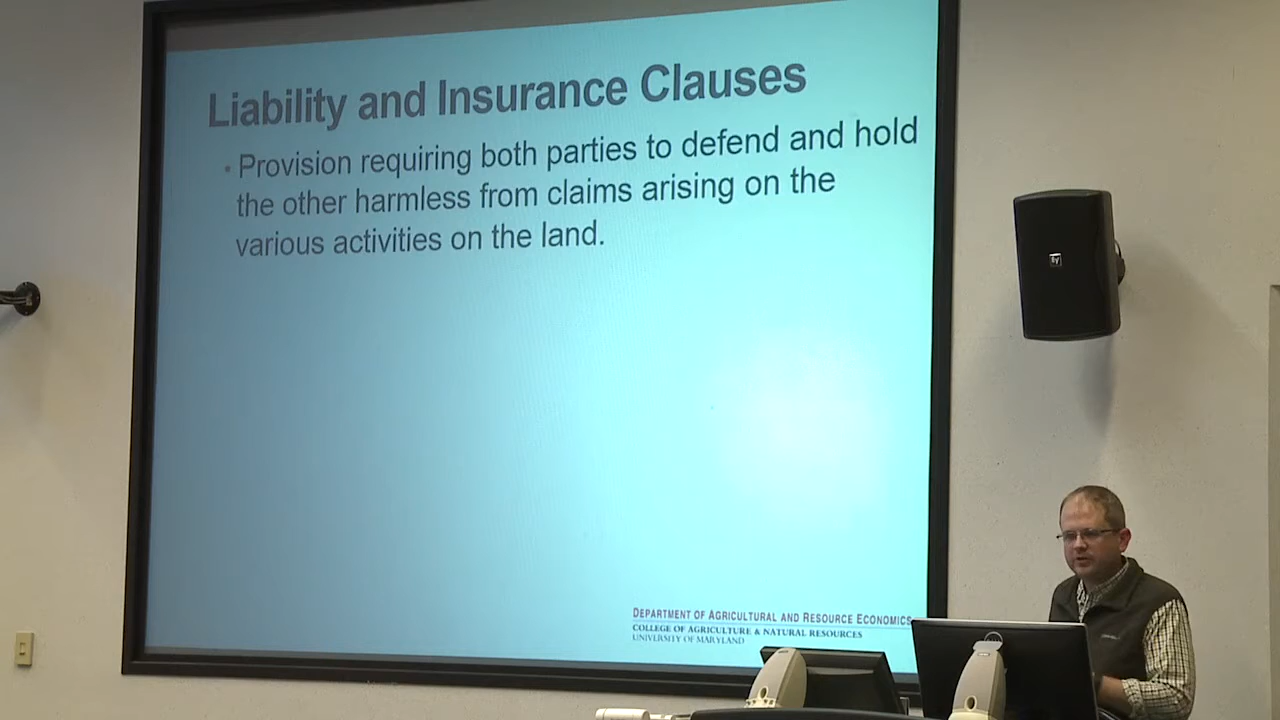 Liability and Insurance Clauses
• Provision requiring both parties to defend and hold
the other harmless from claims arising on the
various activities on the land.
DEPARTMENT OF AGRICULTURAL AND RESOURCE ECONOMICS
COLLEGE OF AGRICULTURE & NATURAL RESOURCES
UNIVERSITY OF MARYLAND